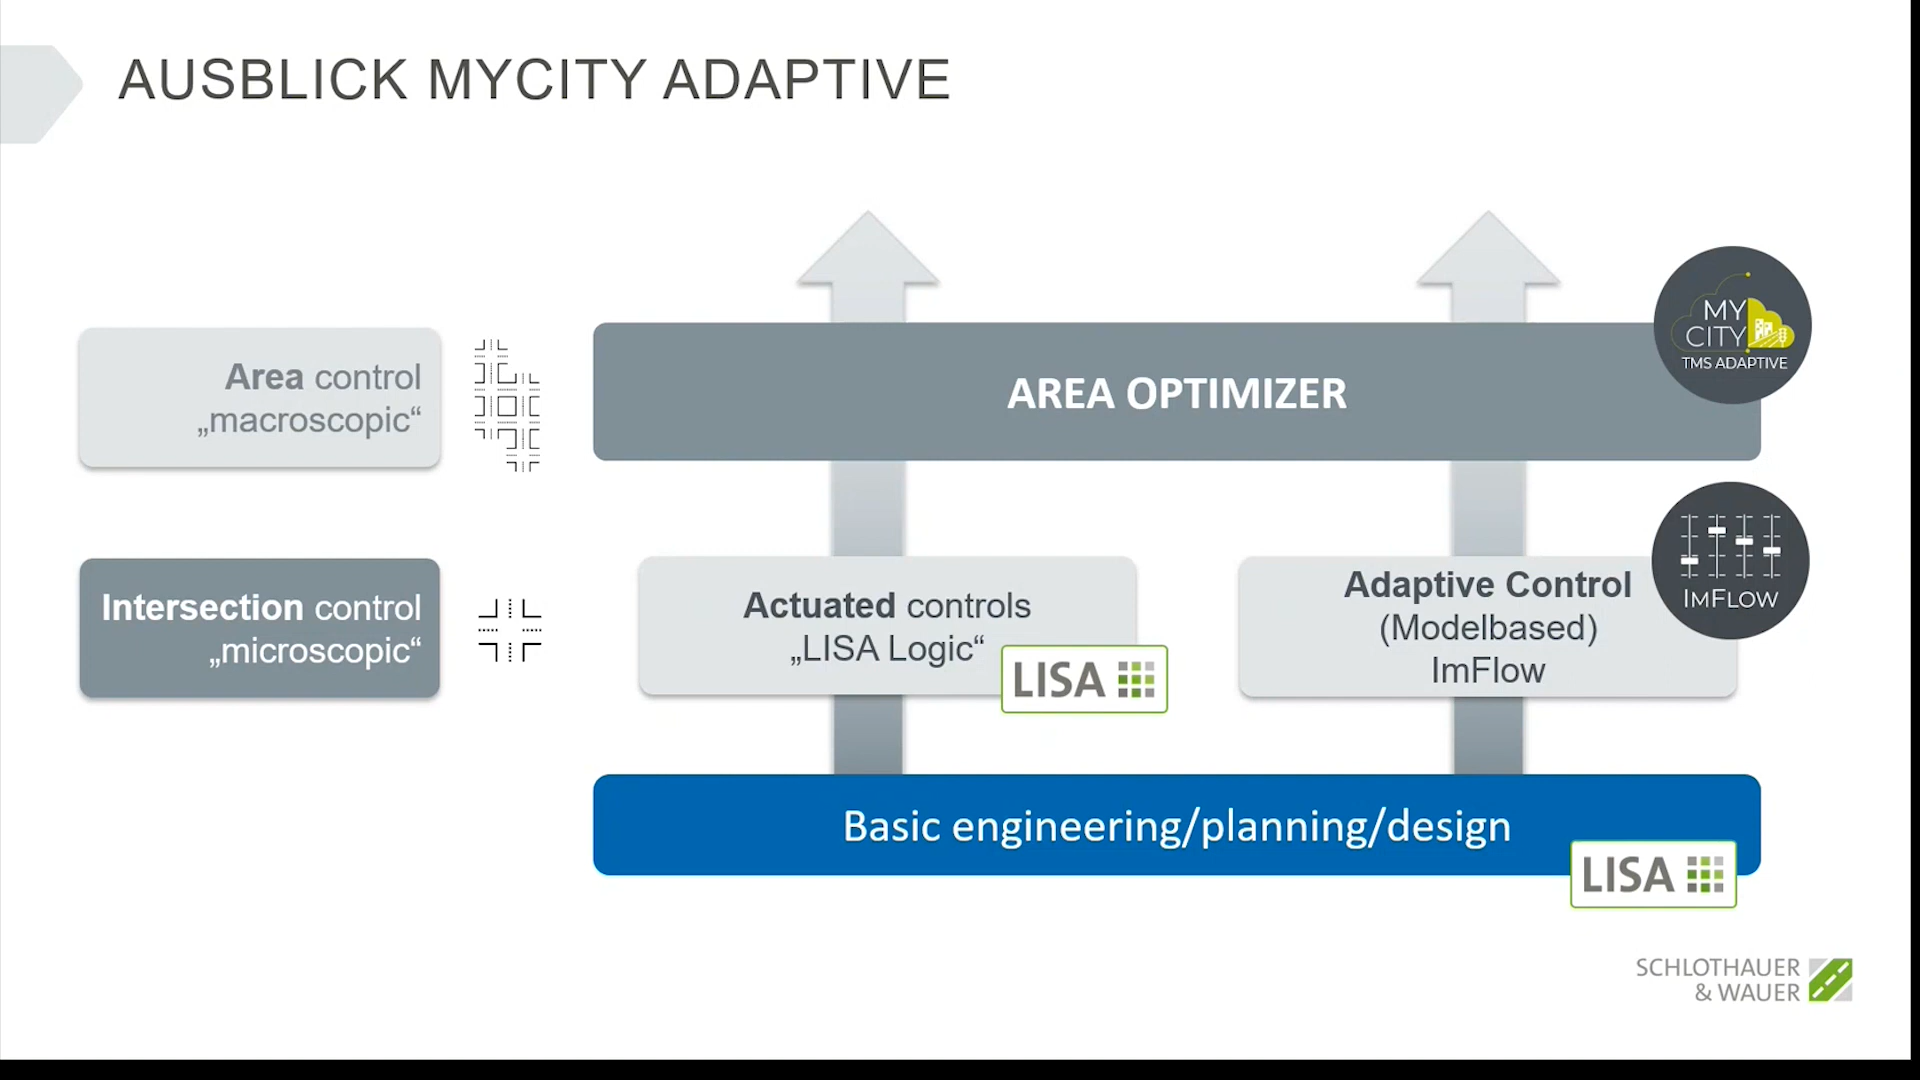 AUSBLICK MYCITY ADAPTIVE
Area control
„macroscopic“
AREA OPTIMIZER
MY
CITY
TMS ADAPTIVE
Intersection control
„microscopic“
Actuated controls
„LISA Logic“
LISA
Adaptive Control
(Modelbased)
ImFlow
IMFLOW
Basic engineering/planning/design
LISA
SCHLOTHAUER
& WAUER